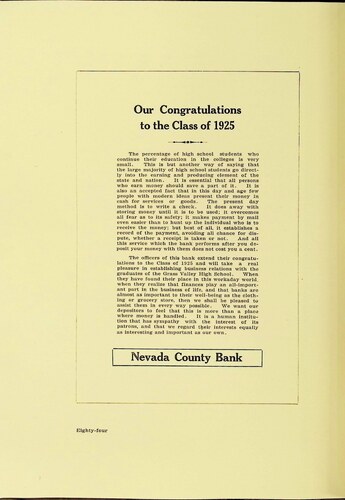 Our Congratulations
to the Class of 1925
The percentage of high school students who
continue their education in the colleges is very
small. This is but another way of saying that
the large majority of high school students go direct-
ly into the earning and producing element of the
state and nation. It is essential that all persons
who earn money should save a part of it. It is
also an accepted fact that in this day and age few
people with modern ideas present their money in
cash for services or goods. The present day
method is to write a check. It does away with
storing money until it is to be used; it overcomes
all fear as to its safety; it makes payment by mail
even easier than to hunt up the individual who is to
receive the money; but best of all, it establishes a
record of the payment, avoiding all chance for dis-
pute, whether a receipt is taken or not. And all
this service which the bank performs after you de-
posit your money with them does not cost you a cent.
The officers of this bank extend their congratu-
lations to the Class of 1925 and will take a real
pleasure in establishing business relations with the
graduates of the Grass Valley High School. When
they have found their place in this workaday world,
when they realize that finances play an all-import-
ant part in the business of life, and that banks are
almost as important to their well-being as the cloth-
ing or grocery store, then we shall be pleased to
assist them in every way possible. We want our
depositors to feel that this is more than a place
where money is handled. It is a human institu-
tion that has sympathy with the interest of its
patrons, and that we regard their interests equally
as interesting and important as our own.
Nevada County Bank
Eighty-four